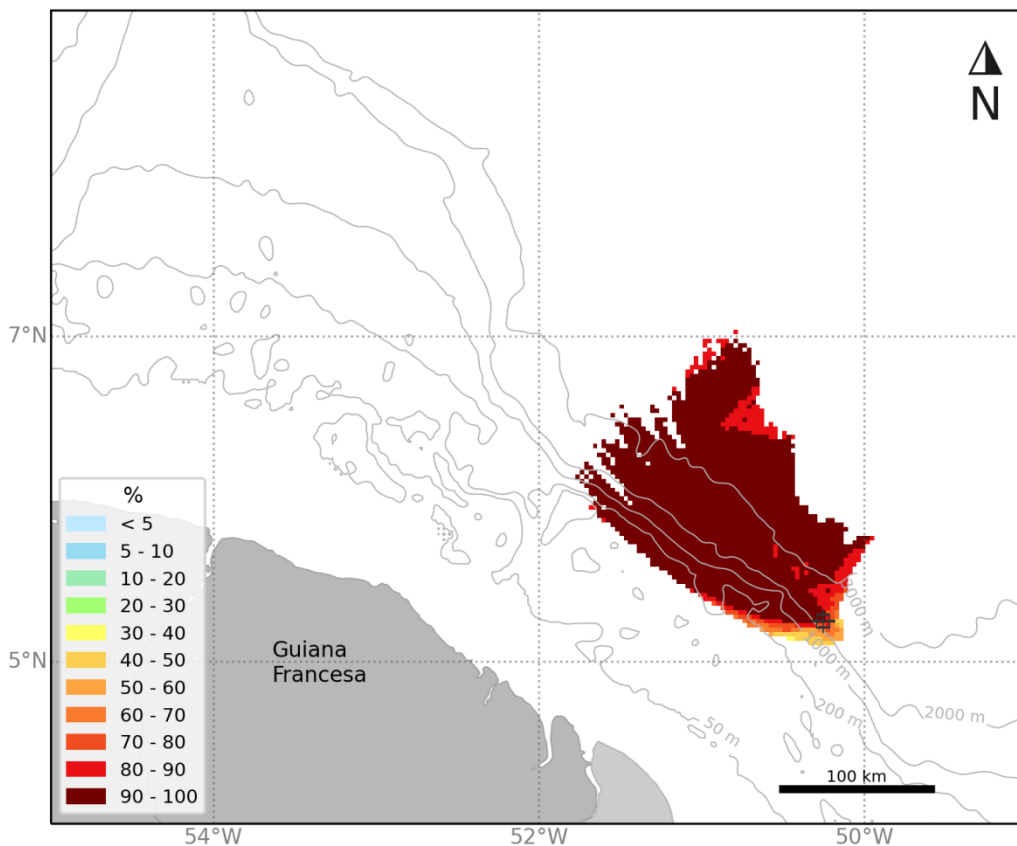 N
7°N
5°N
%
< 5
5 - 10
10 - 20
20 - 30
30 - 40
40 - 50
50 - 60
60 - 70
70 - 80
80 - 90
90 - 100
Guiana
Francesa
3000 m
1000 m
2000 m
200 m
50 m
100 km
54°W
52°W
50°W